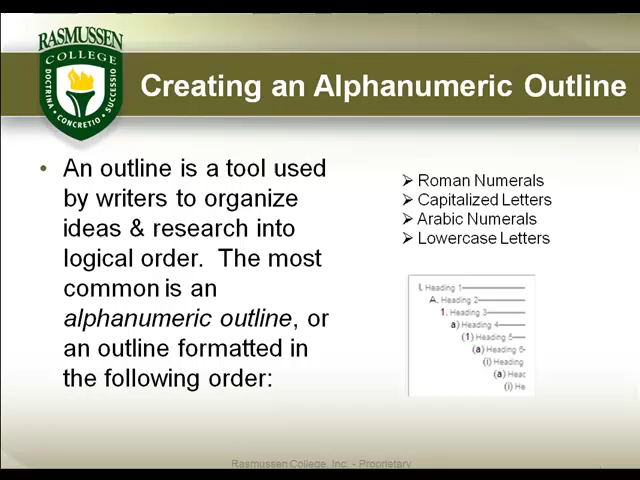 RASMUSSEN
COLLEGE
DOCTRINA · CONCRETIO · SUCCESSIO
Creating an Alphanumeric Outline
• An outline is a tool used
by writers to organize
ideas & research into
logical order. The most
common is an
alphanumeric outline, or
an outline formatted in
the following order:
➢ Roman Numerals
➢ Capitalized Letters
➢ Arabic Numerals
➢ Lowercase Letters
I. Heading 1
A. Heading 2
1. Heading 3
a) Heading 4
(1) Heading 5
(a) Heading 6
(i) Heading
(a) Head
(i) He
Rasmussen College, Inc. - Proprietary